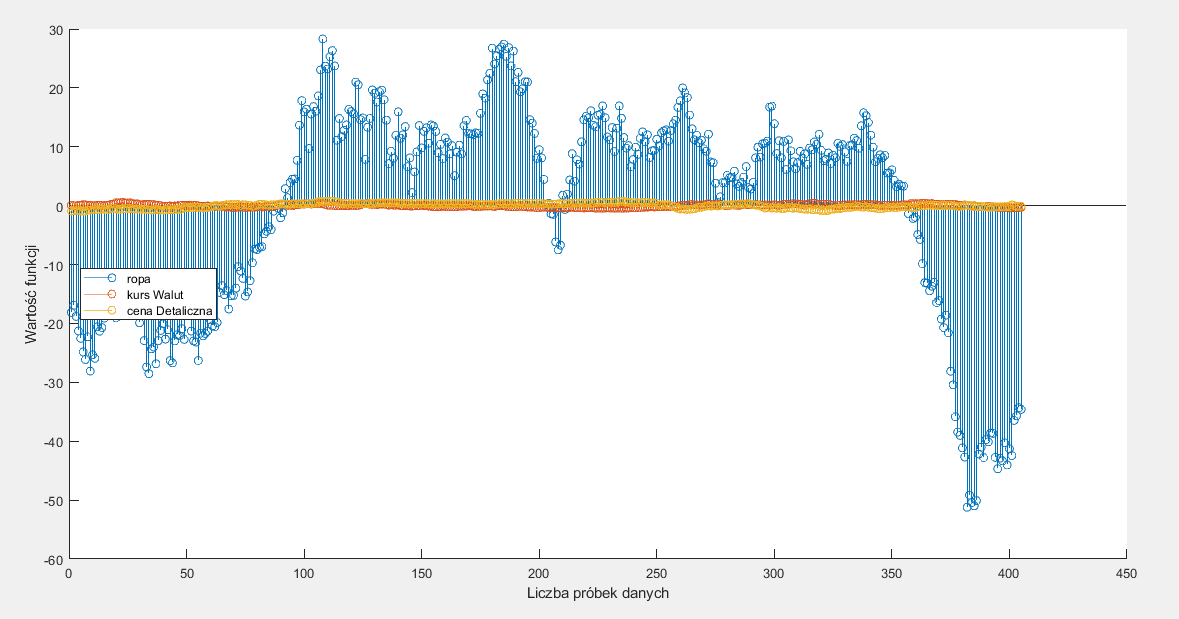 30
20
10
0
-10
-20
-30
-40
-50
-60
Wartość funkcji
ropa
kurs Walut
cena Detaliczna
0 50 100 150 200 250 300 350 400 450
Liczba próbek danych